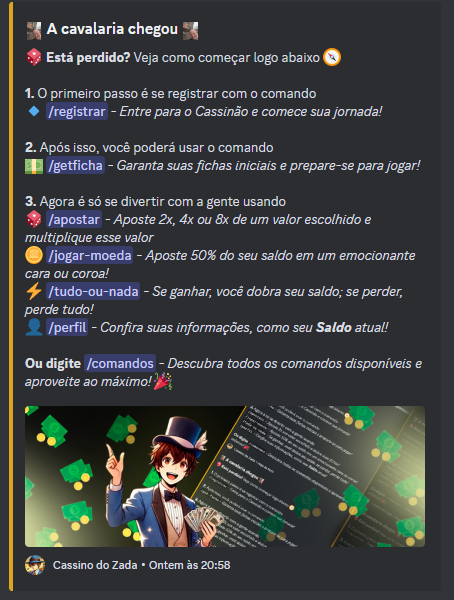 A cavalaria chegou
Está perdido? Veja como começar logo abaixo
1. O primeiro passo é se registrar com o comando
/registrar - Entre para o Cassinão e comece sua jornada!
2. Após isso, você poderá usar o comando
/getficha - Garanta suas fichas iniciais e prepare-se para jogar!
3. Agora é só se divertir com a gente usando
/apostar - Aposte 2x, 4x ou 8x de um valor escolhido e
multiplique esse valor
/jogar-moeda - Aposte 50% do seu saldo em um emocionante
cara ou coroa!
/tudo-ou-nada - Se ganhar, você dobra seu saldo; se perder,
perde tudo!
/perfil - Confira suas informações, como seu Saldo atual!
Ou digite /comandos - Descubra todos os comandos disponíveis e
aproveite ao máximo!
A cavalaria chegou
Cassino do Zada • Ontem às 20:58